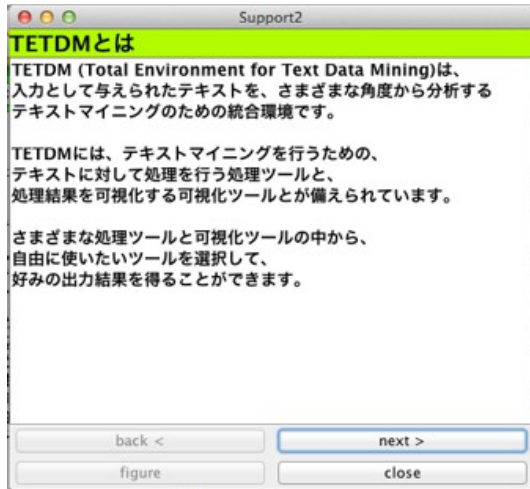 Support2
TETDMとは
TETDM (Total Environment for Text Data Mining)は、
入力として与えられたテキストを、さまざまな角度から分析する
テキストマイニングのための統合環境です。
TETDMには、テキストマイニングを行うための、
テキストに対して処理を行う処理ツールと、
処理結果を可視化する可視化ツールとが備えられています。
さまざまな処理ツールと可視化ツールの中から、
自由に使いたいツールを選択して、
好みの出力結果を得ることができます。
back <
next >
figure
close